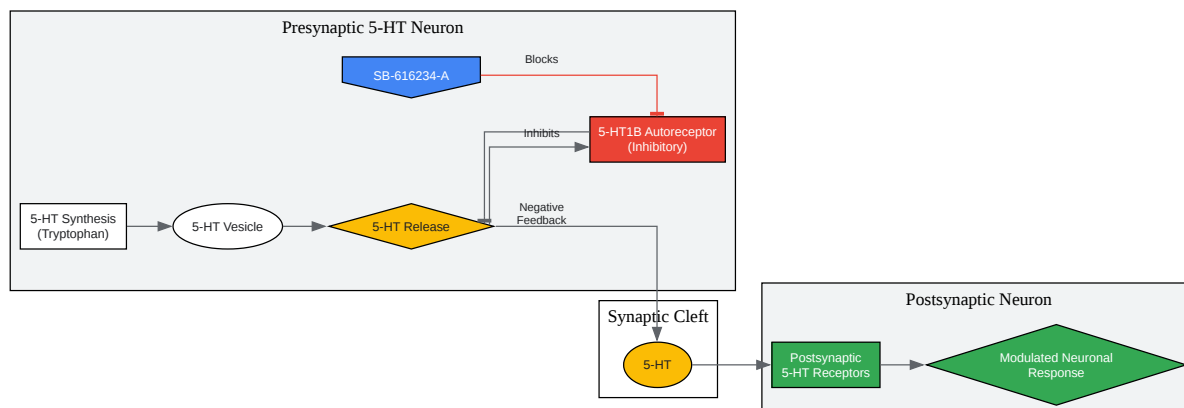 Presynaptic 5-HT Neuron
Blocks
SB-616234-A
5-HT1B Autoreceptor
(Inhibitory)
Inhibits
5-HT Synthesis
(Tryptophan)
5-HT Vesicle
5-HT Release
Negative
Feedback
Synaptic Cleft
5-HT
Postsynaptic Neuron
Postsynaptic
5-HT Receptors
Modulated Neuronal
Response